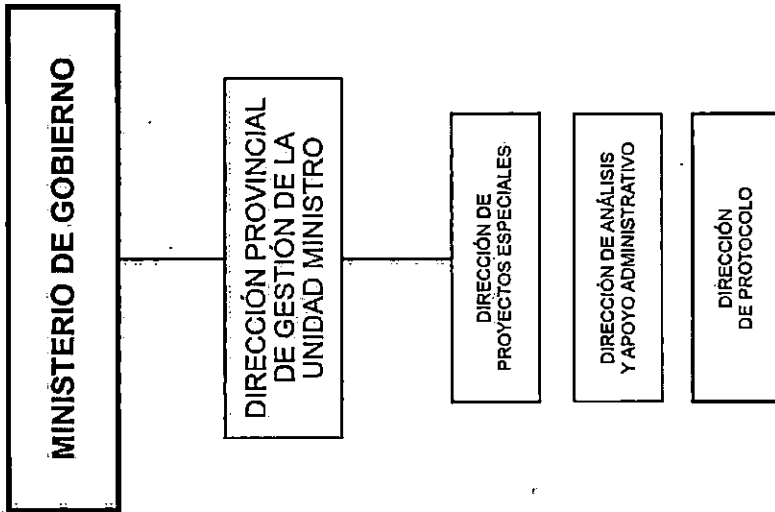 MINISTERIO DE GOBIERNO
DIRECCIÓN PROVINCIAL
DE GESTIÓN DE LA
UNIDAD MINISTRO
DIRECCIÓN DE
PROYECTOS ESPECIALES
DIRECCIÓN DE ANÁLISIS
Y APOYO ADMINISTRATIVO
DIRECCIÓN
DE PROTOCOLO